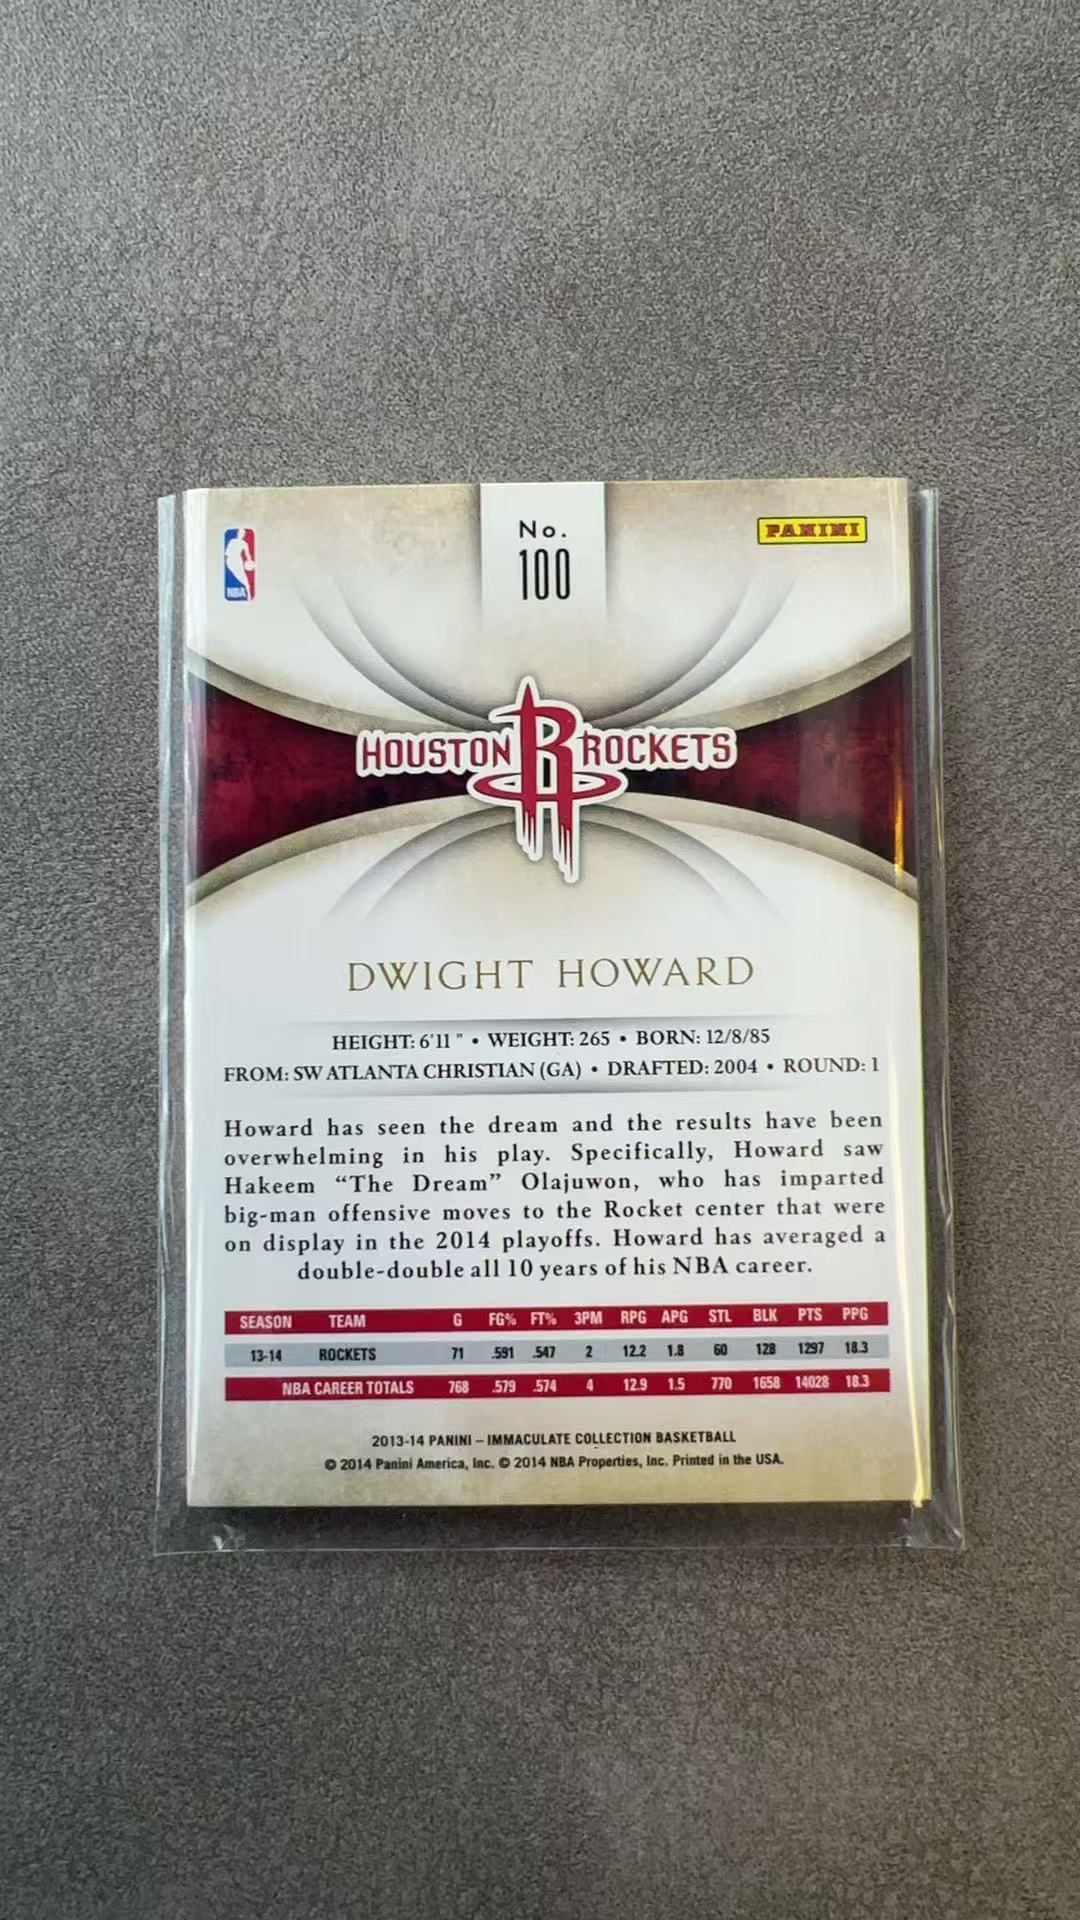 No.
100
PANINI
NBA
HOUSTON R ROCKETS
DWIGHT HOWARD
HEIGHT: 6'11 " • WEIGHT: 265 • BORN: 12/8/85
FROM: SW ATLANTA CHRISTIAN (GA) • DRAFTED: 2004 • ROUND: 1
Howard has seen the dream and the results have been
overwhelming in his play. Specifically, Howard saw
Hakeem “The Dream” Olajuwon, who has imparted
big-man offensive moves to the Rocket center that were
on display in the 2014 playoffs. Howard has averaged a
double-double all 10 years of his NBA career.
SEASON TEAM G FG% FT% 3PM RPG APG STL BLK PTS PPG
13-14 ROCKETS 71 .591 .547 2 12.2 1.8 60 128 1297 18.3
NBA CAREER TOTALS 768 .579 .574 4 12.9 1.5 770 1658 14028 18.3
2013-14 PANINI – IMMACULATE COLLECTION BASKETBALL
© 2014 Panini America, Inc. © 2014 NBA Properties, Inc. Printed in the USA.